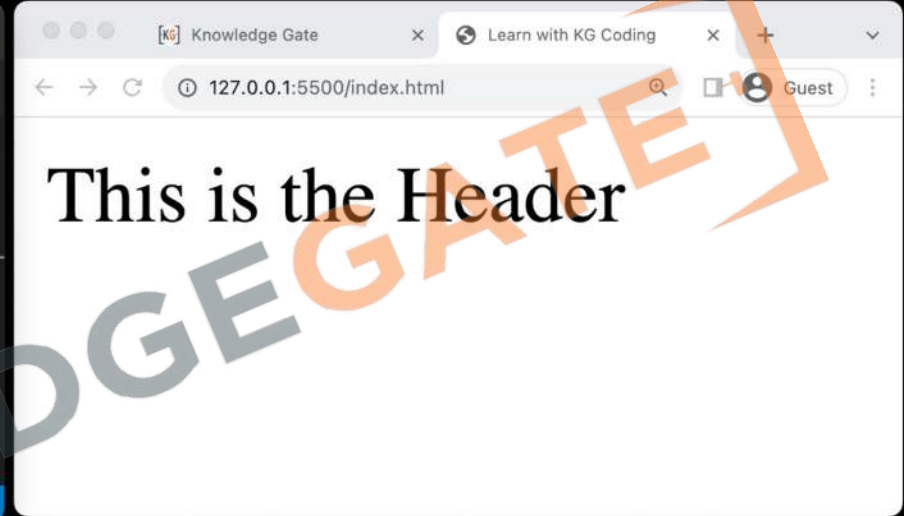 [KG] Knowledge Gate
Learn with KG Coding
127.0.0.1:5500/index.html
Guest
This is the Header
DGEGATE]